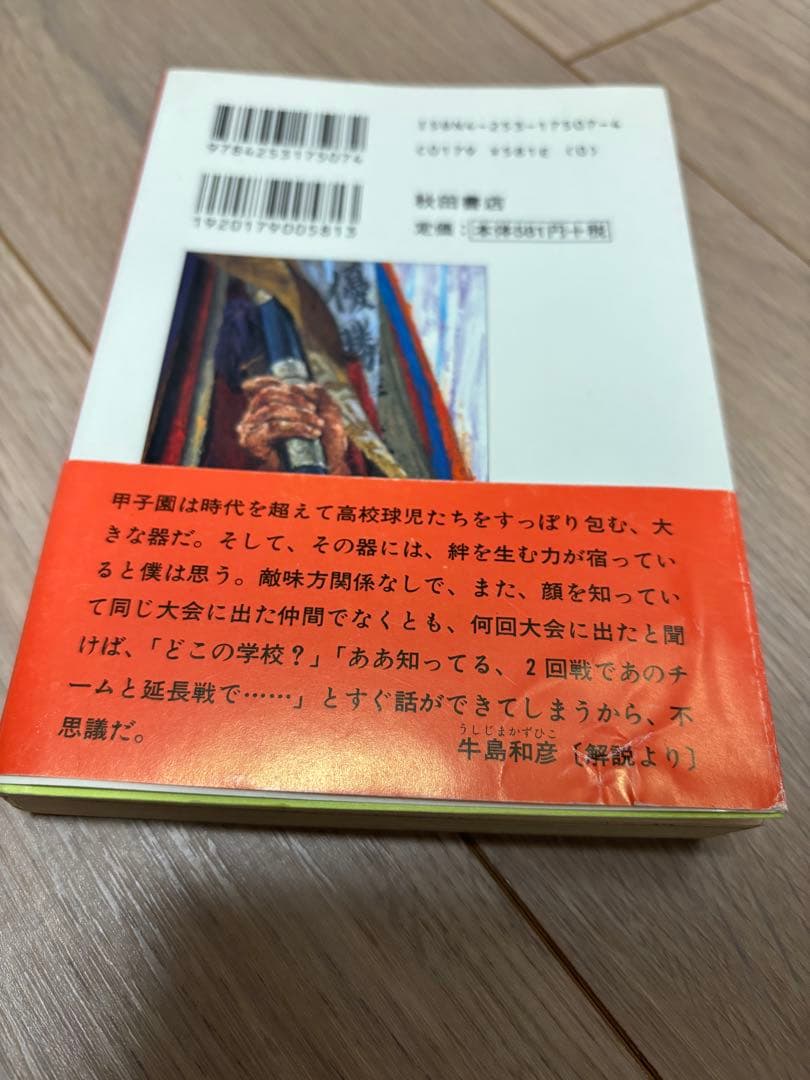 9784253175074
ISBN4-253-17507-4
C0179 ¥581E (0)
1920179005813
秋田書店
定価：本体581円+税
優勝
甲子園は時代を超えて高校球児たちをすっぽり包む、大
きな器だ。そして、その器には、絆を生む力が宿ってい
ると僕は思う。敵味方関係なしで、また、顔を知ってい
て同じ大会に出た仲間でなくとも、何回大会に出たと聞
けば、「どこの学校？」「ああ知ってる、２回戦であのチ
ームと延長戦で……」とすぐ話ができてしまうから、不
思議だ。
うしじまかずひこ
牛島和彦〔解説より〕